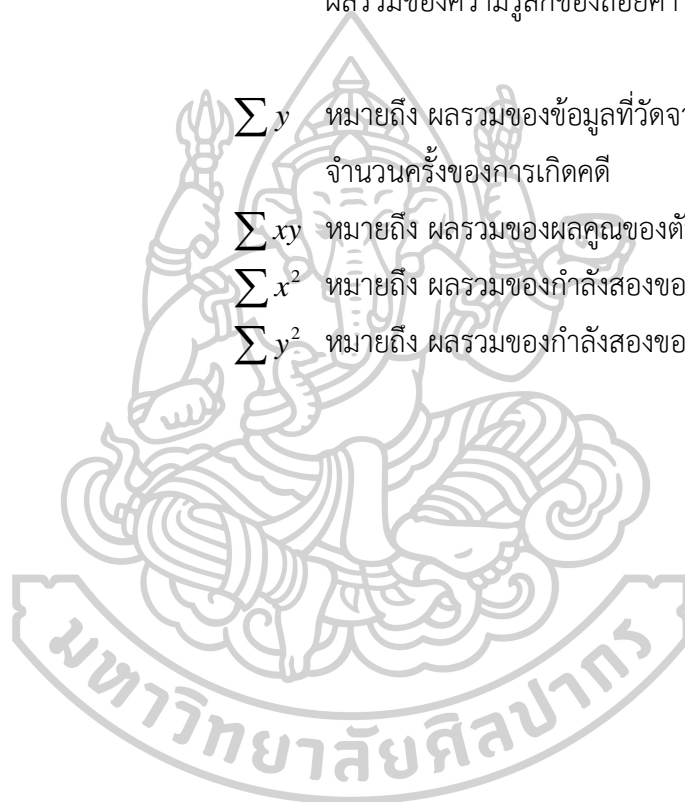 ผลรวมของความรู้สึกของถ้อยคำ
∑ y หมายถึง ผลรวมของข้อมูลที่วัดจา
จำนวนครั้งของการเกิดคดี
∑ xy หมายถึง ผลรวมของผลคูณของตั
∑ x² หมายถึง ผลรวมของกำลังสองขอ
∑ y² หมายถึง ผลรวมของกำลังสองขอ
มหาวิทยาลัยศิลปากร